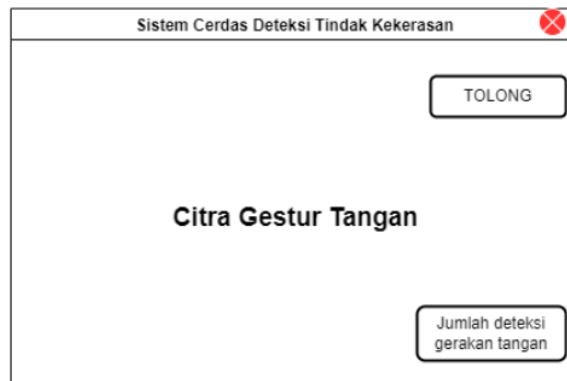 Sistem Cerdas Deteksi Tindak Kekerasan
TOLONG
Citra Gestur Tangan
Jumlah deteksi
gerakan tangan